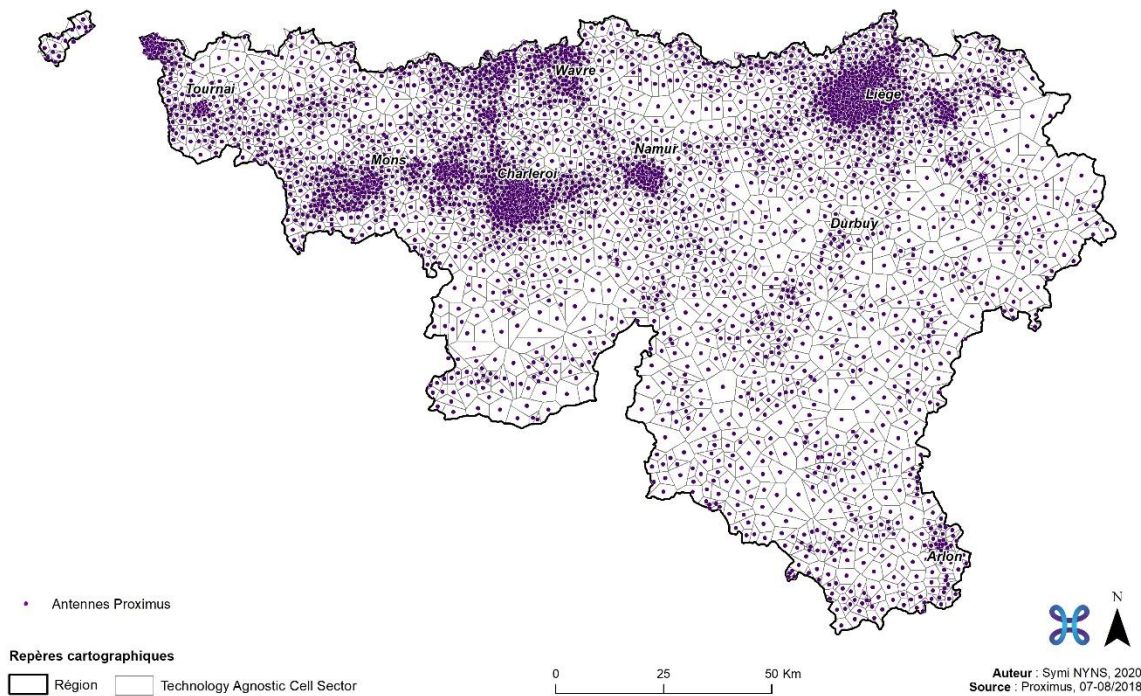 Wavre
Tournai
Liège
Mons
Namur
Charleroi
Durbuy
Arlon
Antennes Proximus
N
Repères cartographiques
Région
Technology Agnostic Cell Sector
0 25 50 Km
Auteur : Symi NYNS, 2020
Source : Proximus, 07-08/2018